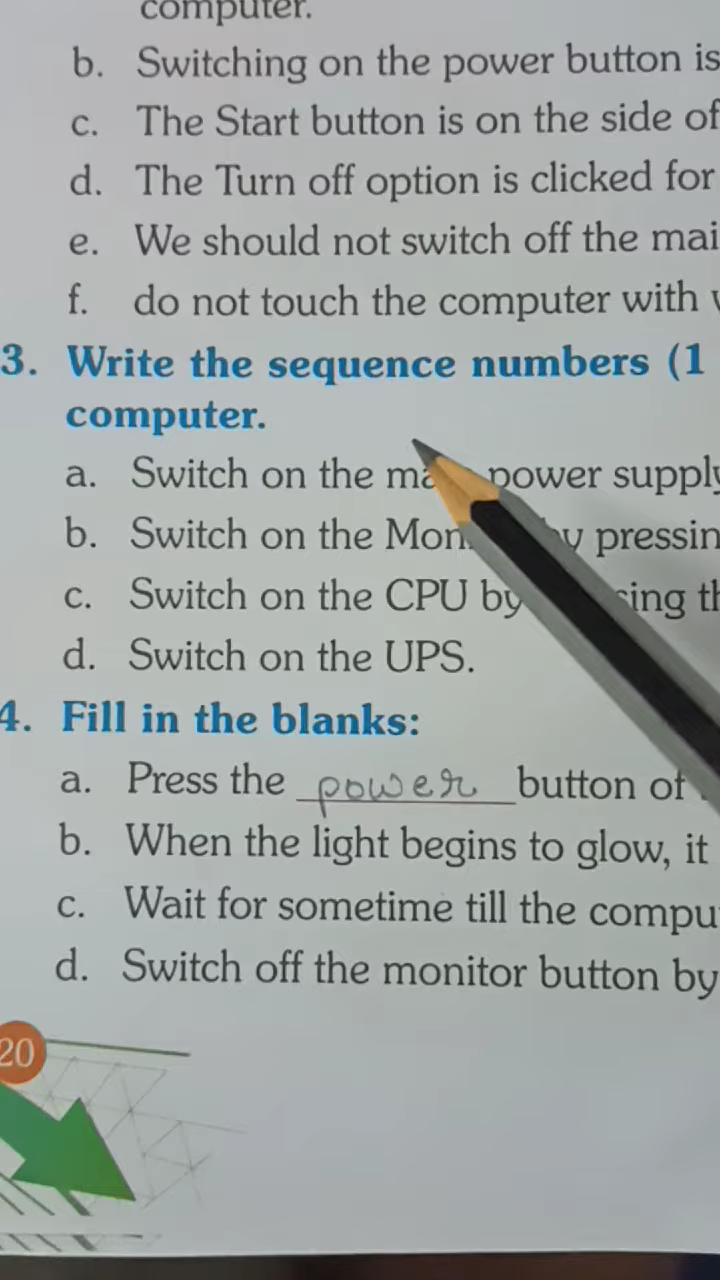 computer.
b. Switching on the power button is
c. The Start button is on the side of
d. The Turn off option is clicked for
e. We should not switch off the mai
f. do not touch the computer with
3. Write the sequence numbers (1
computer.
a. Switch on the power supply
b. Switch on the Mon pressin
c. Switch on the CPU by th
d. Switch on the UPS.
4. Fill in the blanks:
a. Press the power button of
b. When the light begins to glow, it
c. Wait for sometime till the compu
d. Switch off the monitor button by
20